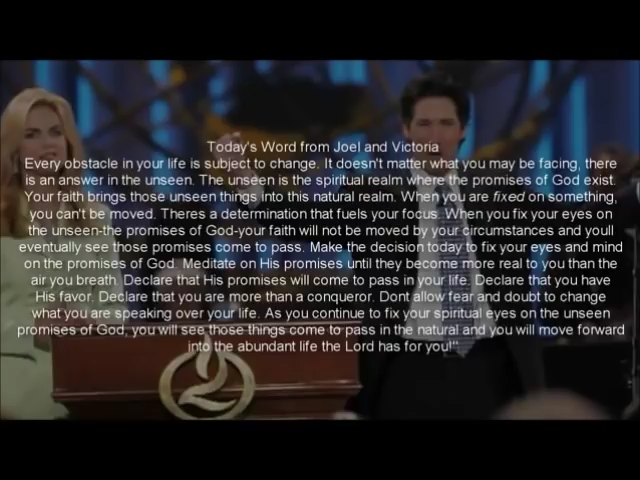 Today's Word from Joel and Victoria
Every obstacle in your life is subject to change. It doesn't matter what you may be facing, there
is an answer in the unseen. The unseen is the spiritual realm where the promises of God exist.
Your faith brings those unseen things into this natural realm. When you are fixed on something,
you can't be moved. Theres a determination that fuels your focus. When you fix your eyes on
the unseen-the promises of God-your faith will not be moved by your circumstances and youll
eventually see those promises come to pass. Make the decision today to fix your eyes and mind
on the promises of God. Meditate on His promises until they become more real to you than the
air you breath. Declare that His promises will come to pass in your life. Declare that you have
His favor. Declare that you are more than a conqueror. Dont allow fear and doubt to change
what you are speaking over your life. As you continue to fix your spiritual eyes on the unseen
promises of God, you will see those things come to pass in the natural and you will move forward
into the abundant life the Lord has for you!"